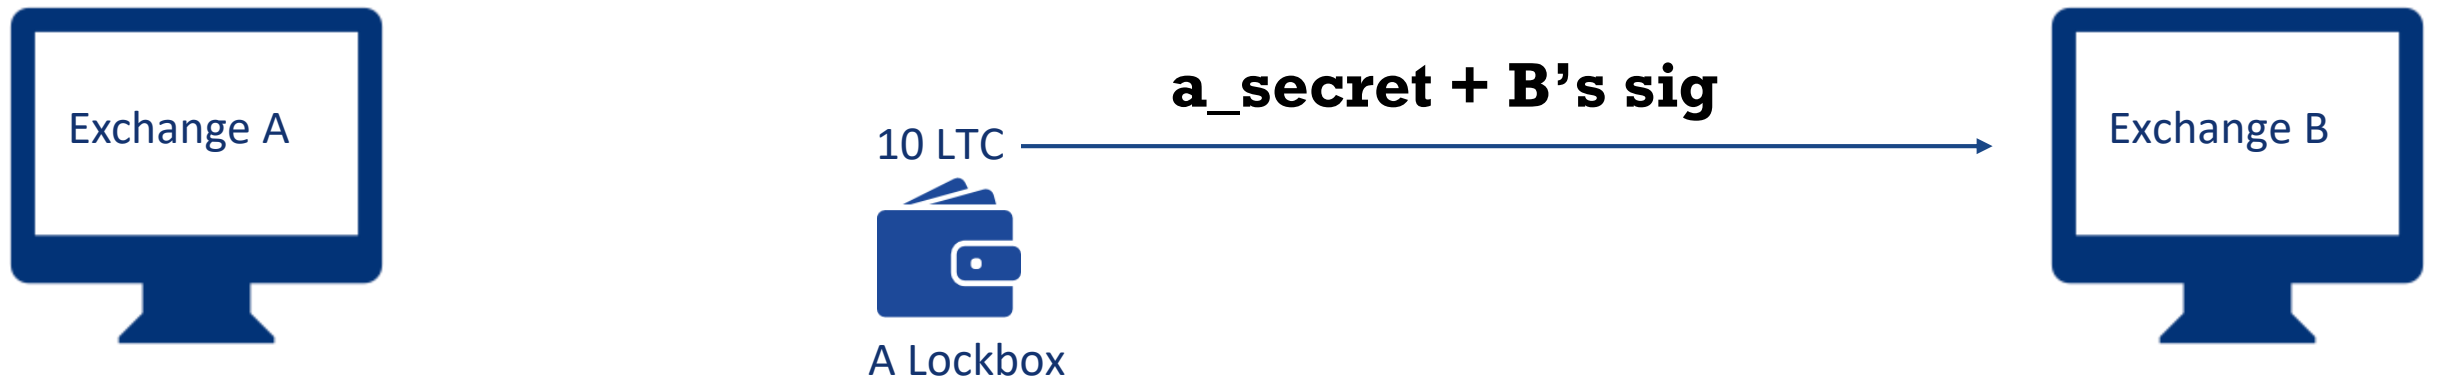 Exchange A
a_secret + B’s sig
10 LTC
A Lockbox
Exchange B